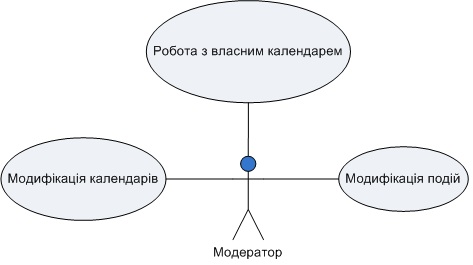 Робота з власним календарем
Модифікація календарів
Модифікація подій
Модератор